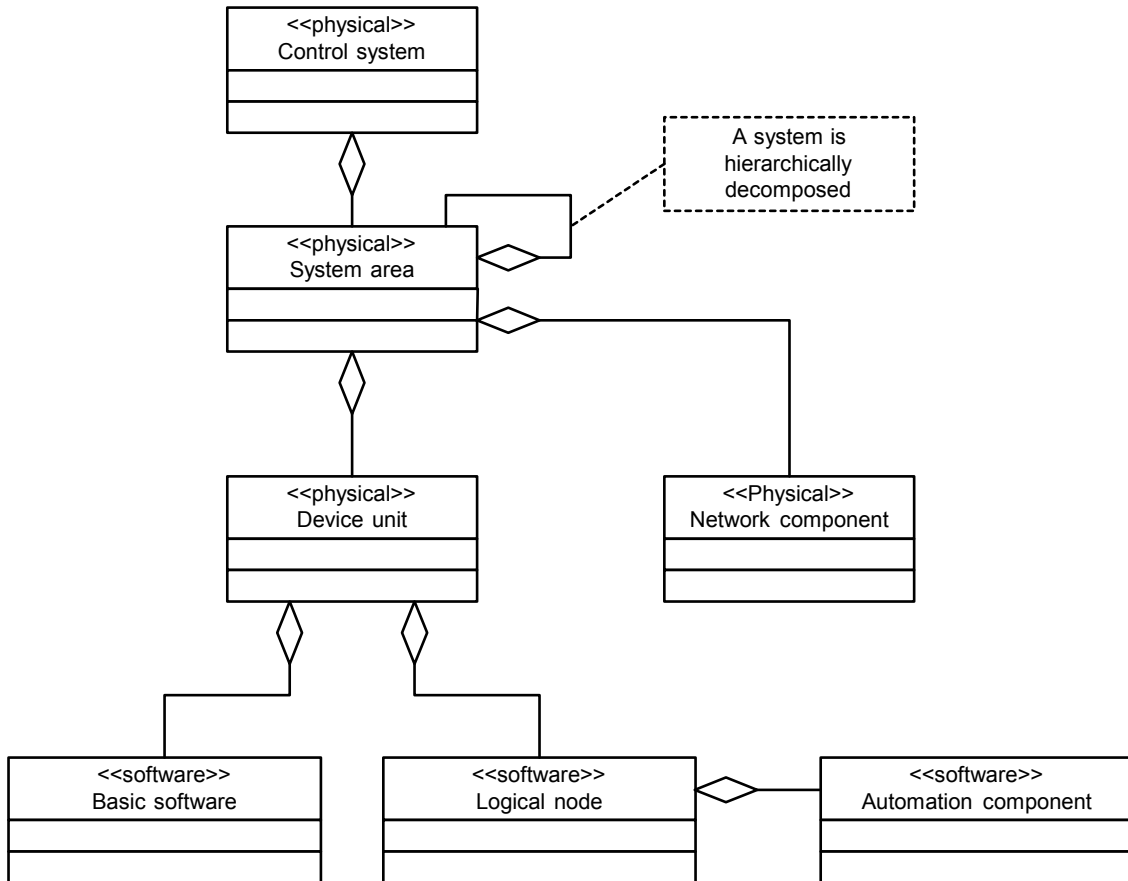 <<physical>>
Control system
A system is
hierarchically
decomposed
<<physical>>
System area
<<physical>>
Device unit
<<Physical>>
Network component
<<software>>
Basic software
<<software>>
Logical node
<<software>>
Automation component